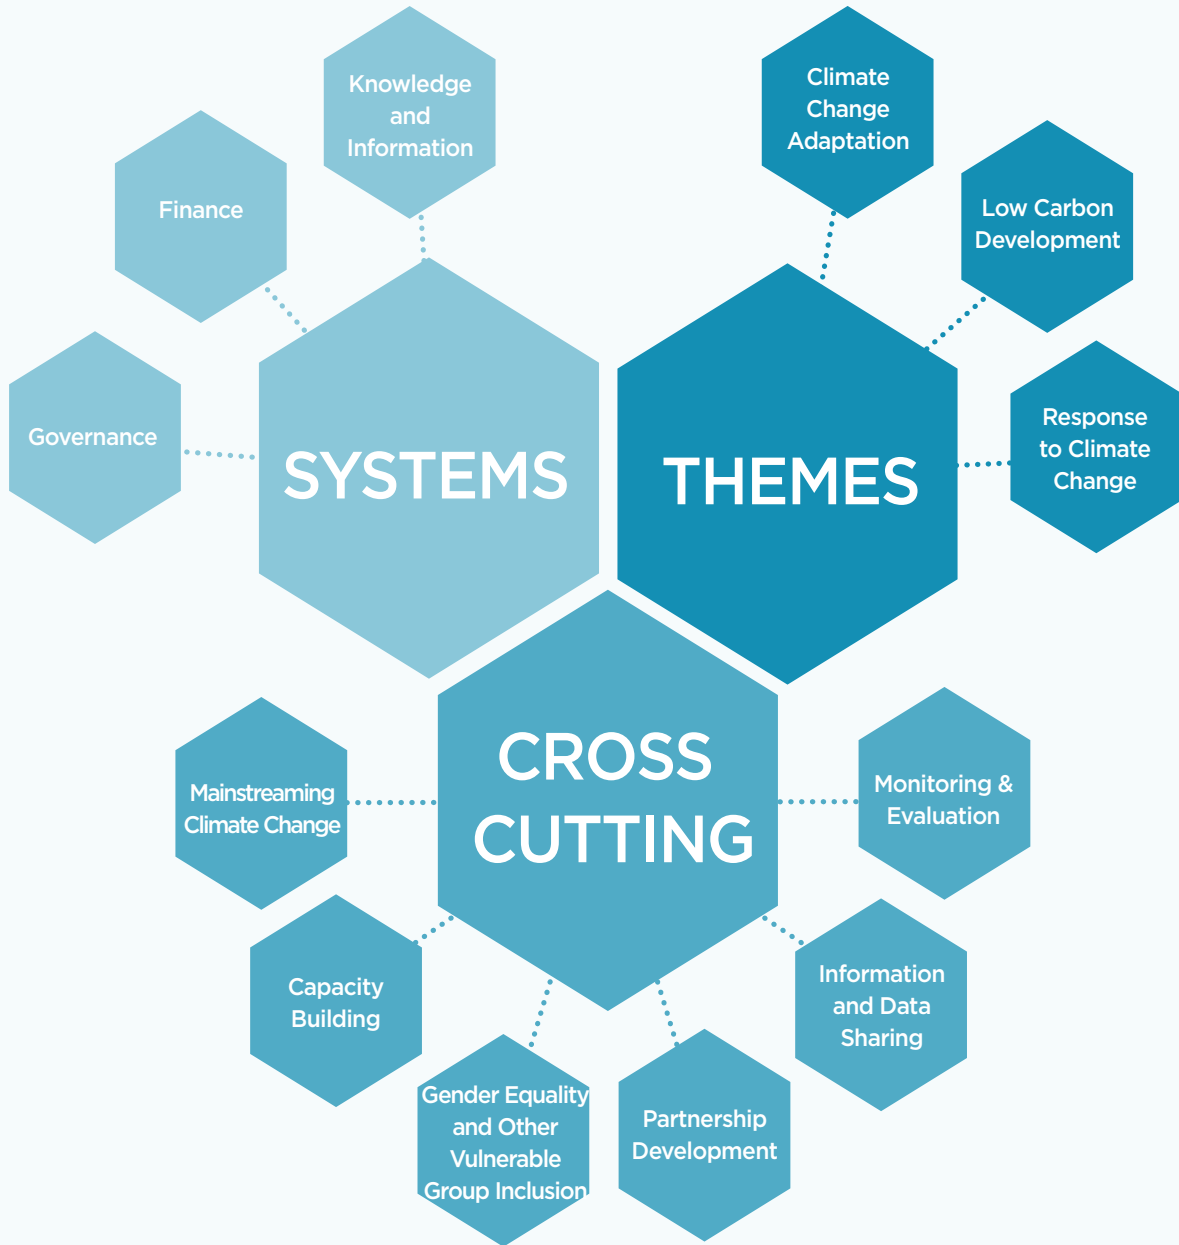 Knowledge
and
Information
Finance
Governance
SYSTEMS
Climate
Change
Adaptation
Low Carbon
Development
Response
to Climate
Change
THEMES
CROSS
CUTTING
Mainstreaming
Climate Change
Capacity
Building
Gender Equality
and Other
Vulnerable
Group Inclusion
Partnership
Development
Information
and Data
Sharing
Monitoring &
Evaluation